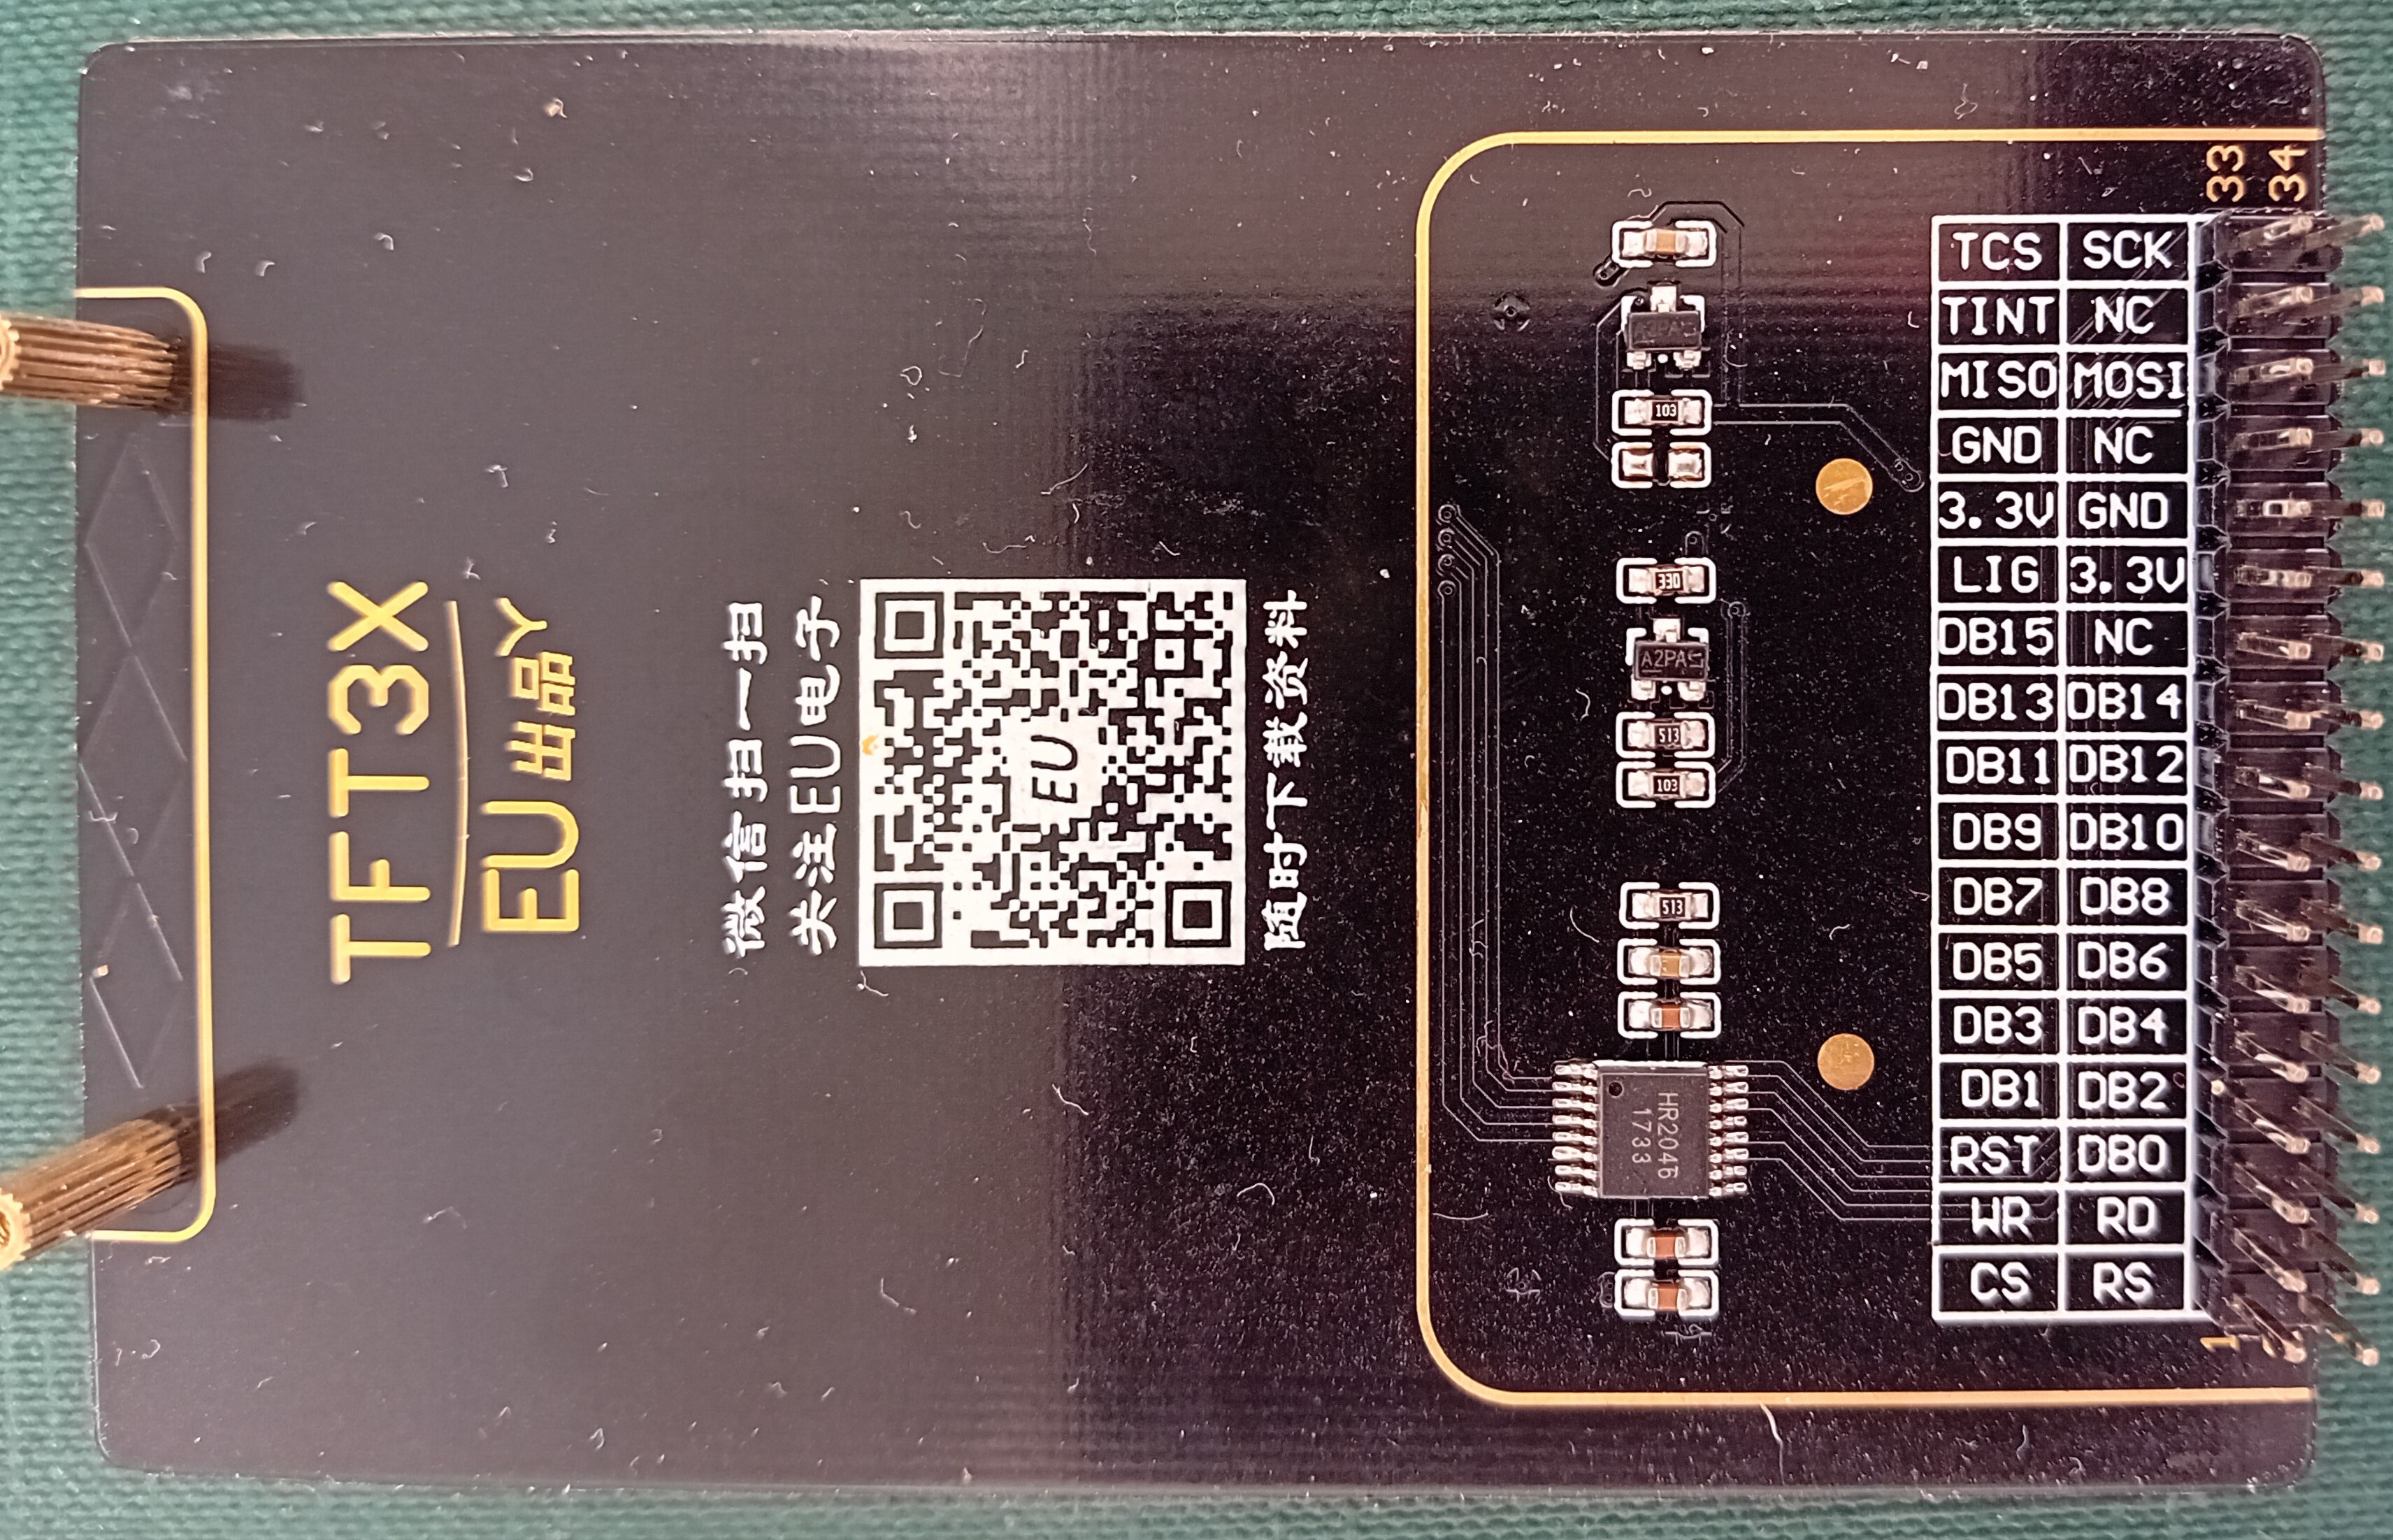 TFT3X
EU出品
微信扫一扫
关注EU电子
EU
随时下载资料
33 34
TCS SCK
TINT NC
MISO MOSI
GND NC
3.3V GND
LIG 3.3V
DB15 NC
DB13 DB14
DB11 DB12
DB9 DB10
DB7 DB8
DB5 DB6
DB3 DB4
DB1 DB2
RST DB0
WR RD
CS RS
1 2
103
330
A2PA
513
103
513
HR2046
1733